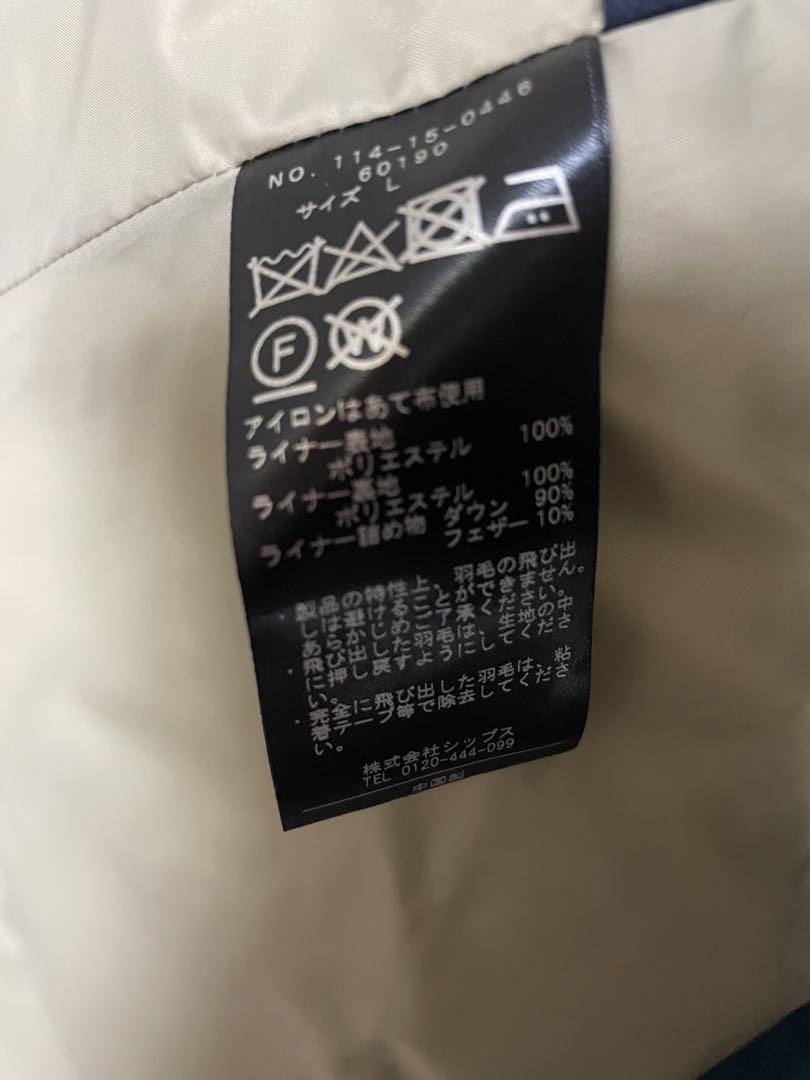 NO. 114-15-0446
60190
サイズ L
F
W
アイロンはあて布使用
ライナー表地
ポリエステル 100%
ライナー裏地
ポリエステル 100%
ライナー詰め物 ダウン 90%
フェザー 10%
・製品の特性上、羽毛の飛び出
しは避けることができません。
あらかじめご了承ください。
・飛び出した羽毛は、生地の中
に押し戻すようにしてくださ
い。
・完全に飛び出した羽毛は、粘
着テープ等で除去してくださ
い。
株式会社シップス
TEL 0120-444-099
中国製